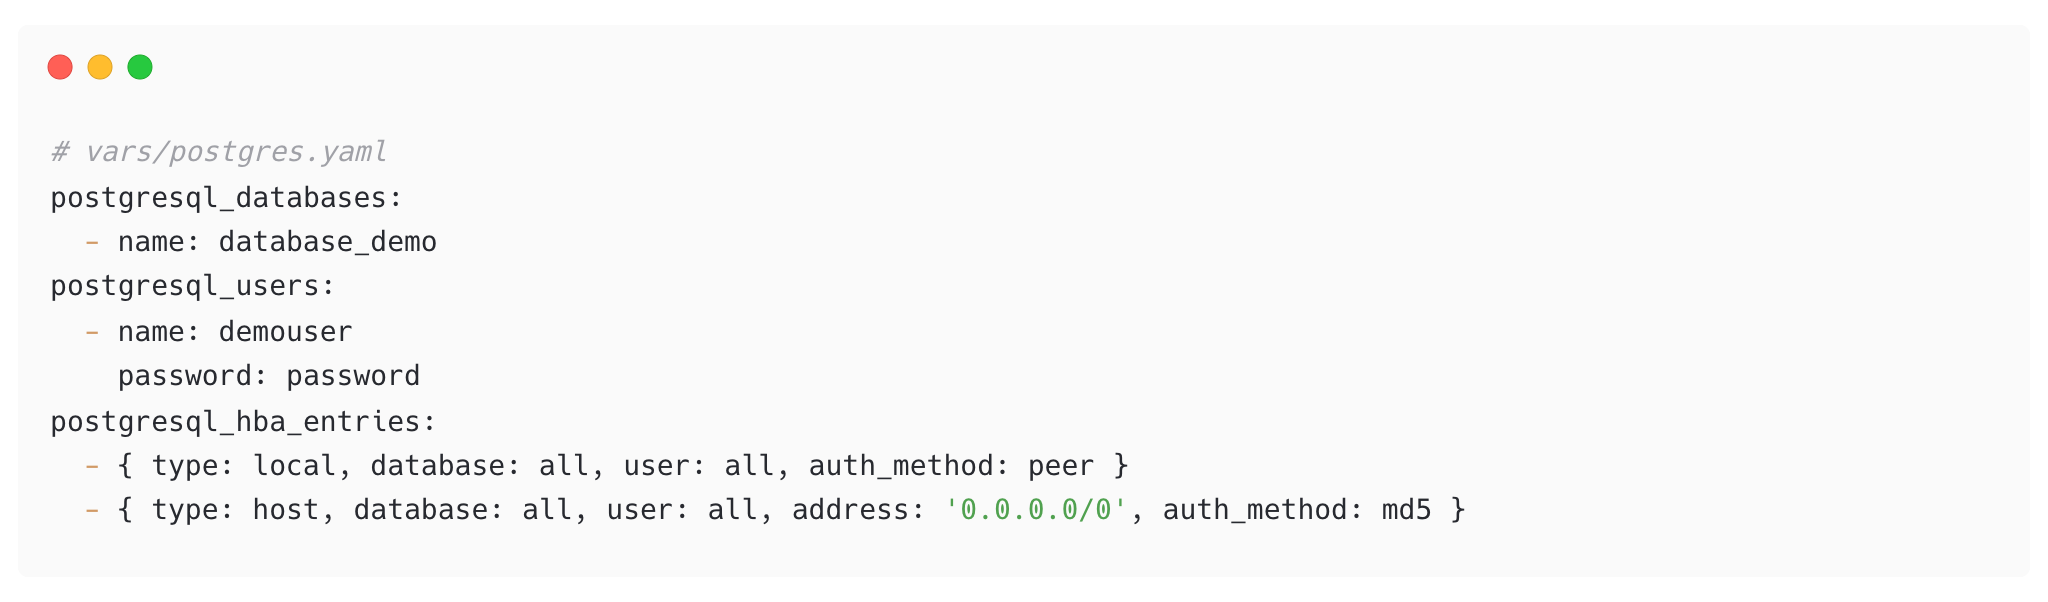 # vars/postgres.yaml
postgresql_databases:
  - name: database_demo
postgresql_users:
  - name: demouser
    password: password
postgresql_hba_entries:
  - { type: local, database: all, user: all, auth_method: peer }
  - { type: host, database: all, user: all, address: '0.0.0.0/0', auth_method: md5 }